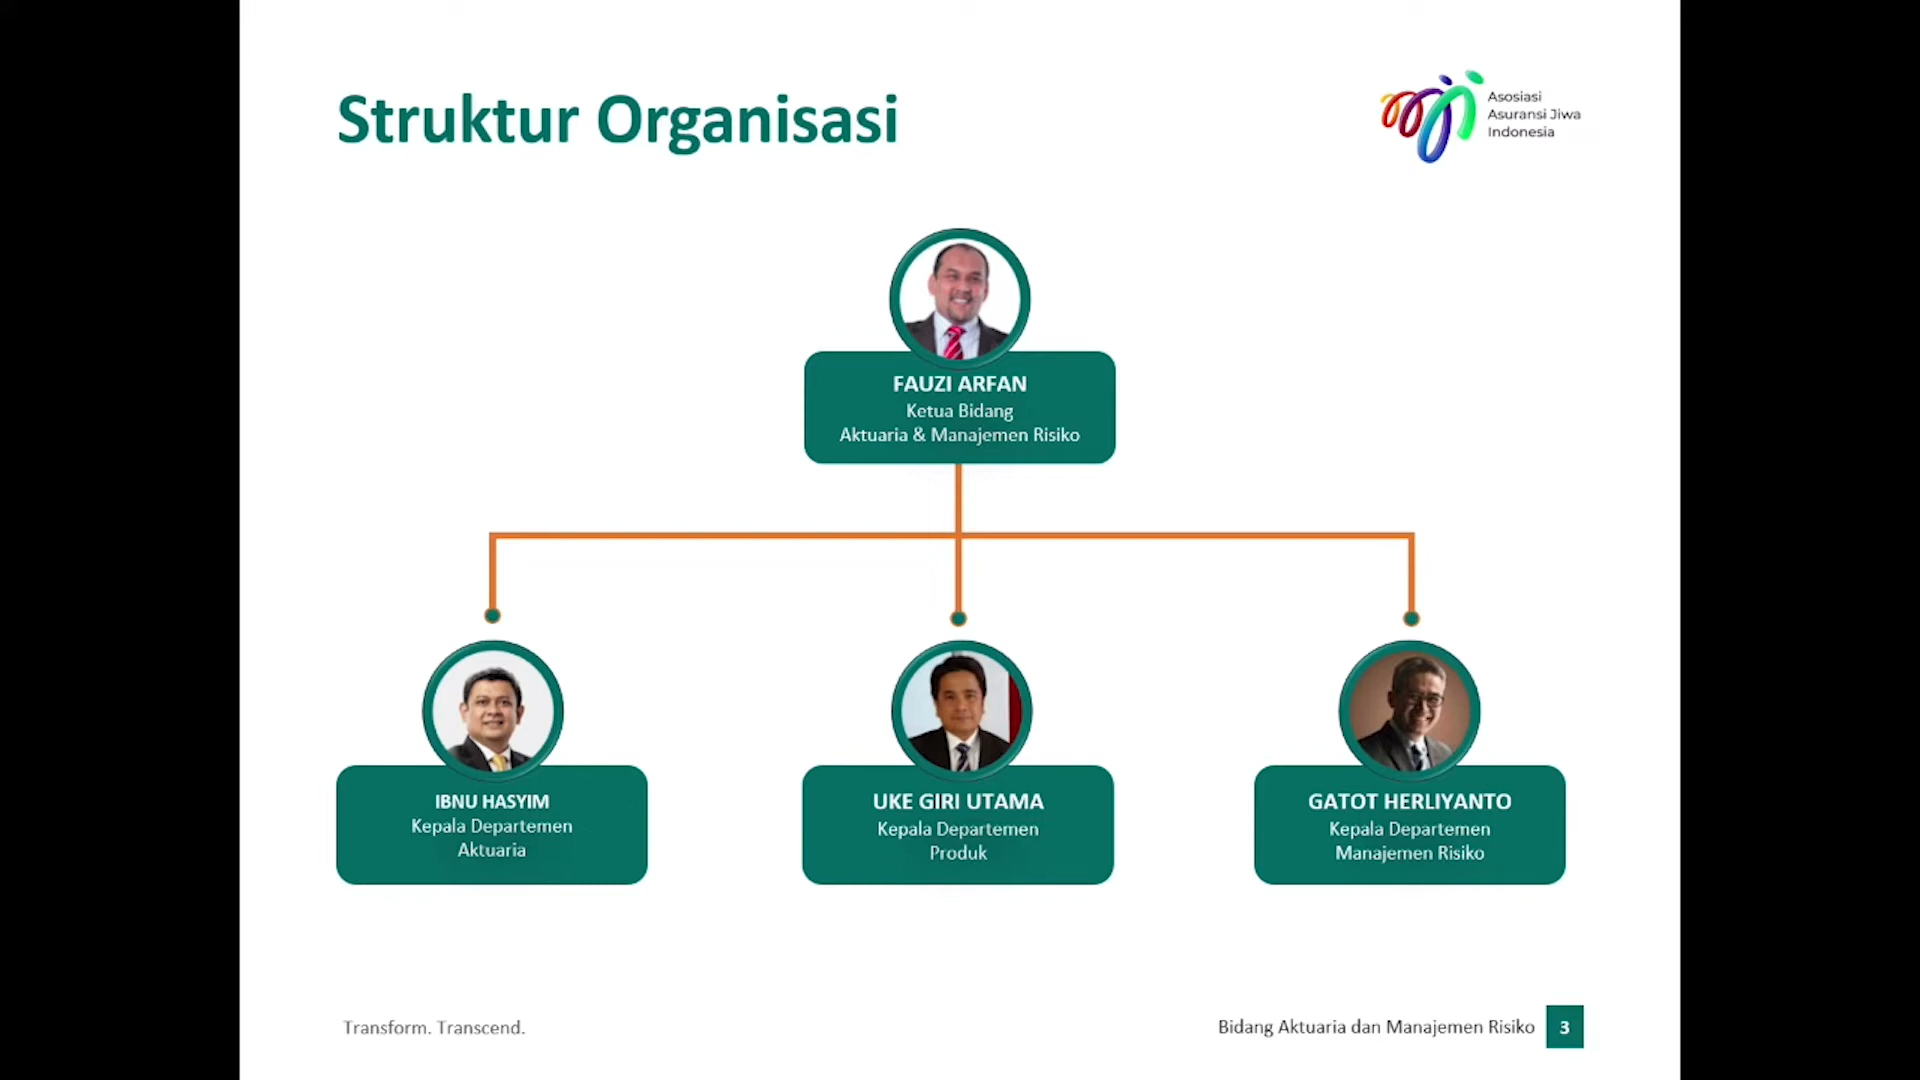 Struktur Organisasi
Asosiasi
Asuransi Jiwa
Indonesia
FAUZI ARFAN
Ketua Bidang
Aktuaria & Manajemen Risiko
IBNU HASYIM
Kepala Departemen
Aktuaria
UKE GIRI UTAMA
Kepala Departemen
Produk
GATOT HERLIYANTO
Kepala Departemen
Manajemen Risiko
Transform. Transcend.
Bidang Aktuaria dan Manajemen Risiko
3